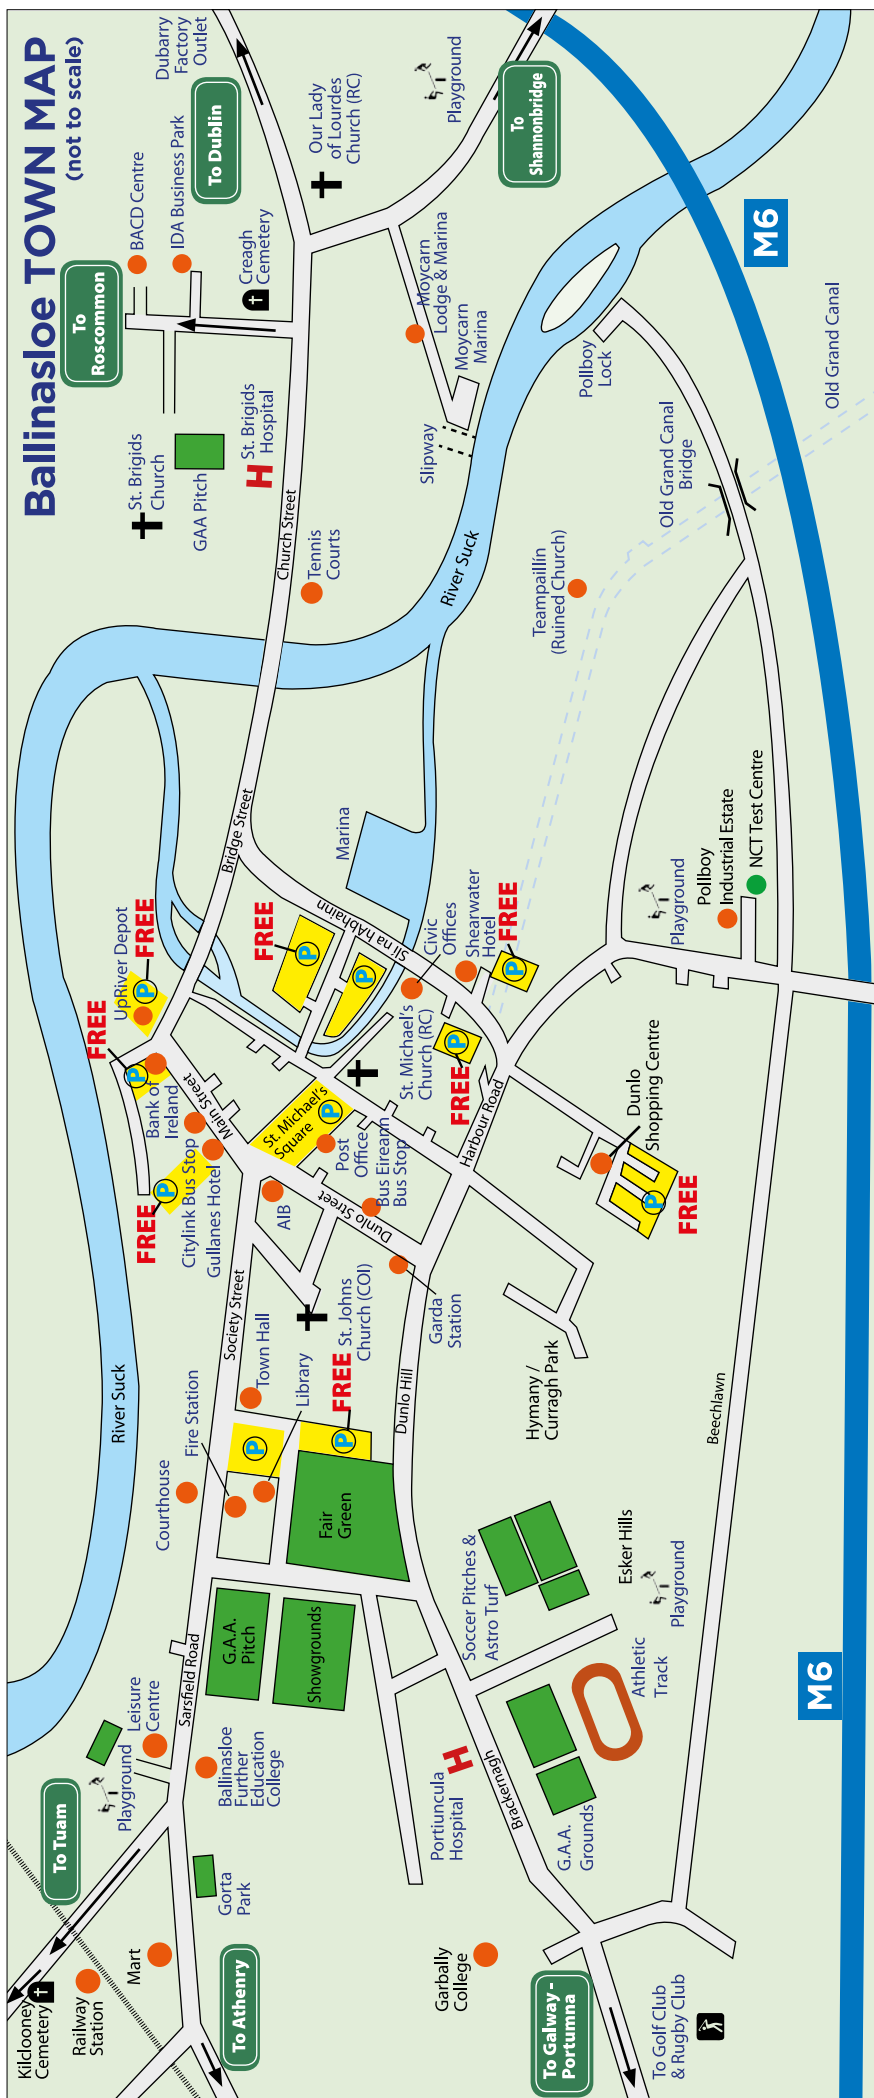 Ballinasloe TOWN MAP
(not to scale)
Kildooney
Cemetery
Railway
Station
Mart
To Tuam
To Athenry
Gorta
Park
Playground
Leisure
Centre
Ballinasloe
Further
Education
College
Sarsfield Road
G.A.A.
Pitch
Showgrounds
Courthouse
Fire Station
Library
Town Hall
Society Street
P
FREE
P
Fair
Green
St. Johns
Church (COI)
Dunlo Hill
River Suck
FREE
P
Citylink Bus Stop
Gullanes Hotel
Bank of
Ireland
FREE
P
UpRiver Depot
FREE
P
Main Street
AIB
St. Michael's
Square
P
Post
Office
Dunlo Street
Bus Eireann
Bus Stop
Garda
Station
St. Michael's
Church (RC)
Harbour Road
FREE
P
FREE
P
P
Civic
Offices
Shearwater
Hotel
FREE
P
Slí na hAbhainn
Bridge Street
Marina
Church Street
Tennis
Courts
River Suck
St. Brigids
Church
GAA Pitch
H
St. Brigids
Hospital
To
Roscommon
BACD Centre
IDA Business Park
Creagh
Cemetery
To Dublin
Dubarry
Factory
Outlet
Our Lady
of Lourdes
Church (RC)
Playground
To
Shannonbridge
Moycarn
Lodge & Marina
Moycarn
Marina
Slipway
Pollboy
Lock
M6
Old Grand Canal
Old Grand Canal
Bridge
Teampaillín
(Ruined Church)
Playground
Pollboy
Industrial Estate
NCT Test Centre
Dunlo
Shopping Centre
P
FREE
Hymany /
Curragh Park
Beechlawn
Soccer Pitches &
Astro Turf
Esker Hills
Playground
Athletic
Track
H
Portiuncula
Hospital
Brackernagh
G.A.A.
Grounds
Garbally
College
To Galway -
Portumna
To Golf Club
& Rugby Club
M6